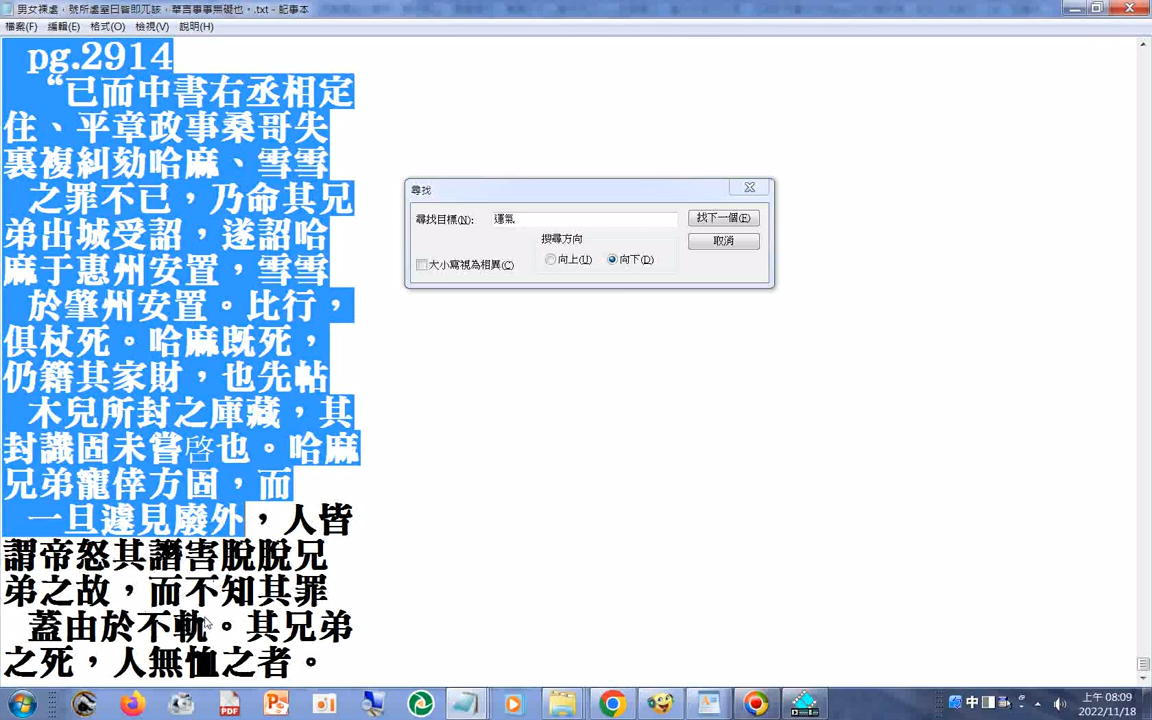 男女裸處，號所處室曰皆即兀該，華言事事無礙也。.txt - 記事本
檔案(F) 編輯(E) 格式(O) 檢視(V) 說明(H)
pg.2914
“已而中書右丞相定
住、平章政事桑哥失
裏複糾劾哈麻、雪雪
之罪不已，乃命其兄
弟出城受詔，遂詔哈
麻于惠州安置，雪雪
於肇州安置。比行，
俱杖死。哈麻既死，
仍籍其家財，也先帖
木兒所封之庫藏，其
封識固未嘗啓也。哈麻
兄弟寵倖方固，而
一旦遽見廢外，人皆
謂帝怒其譖害脫脫兄
弟之故，而不知其罪
蓋由於不軌。其兄弟
之死，人無恤之者。
尋找
尋找目標(N): 運氣
找下一個(F)
搜尋方向
取消
大小寫視為相異(C)
向上(U) 向下(D)
中
上午 08:09
2022/11/18